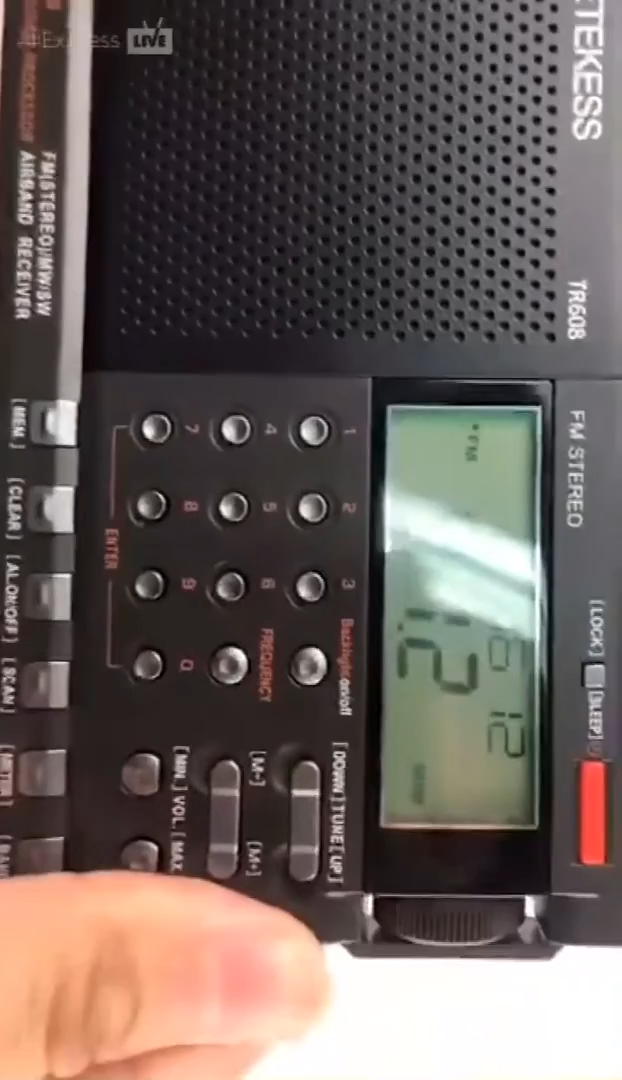 AliExpress LIVE
TEKESS
TR608
FM STEREO
[LOCK]
[SLEEP]
FM
12
1 2 3 Backlight on/off
4 5 6 FREQUENCY
7 8 9 0
ENTER
[DOWN] TUNE [UP]
[M-] [M+]
[MIN.] VOL. [MAX.
FM(STEREO)/MW/SW
AIRBAND RECEIVER
[MEM.] [CLEAR] [AL.ON/OFF] [SCAN]